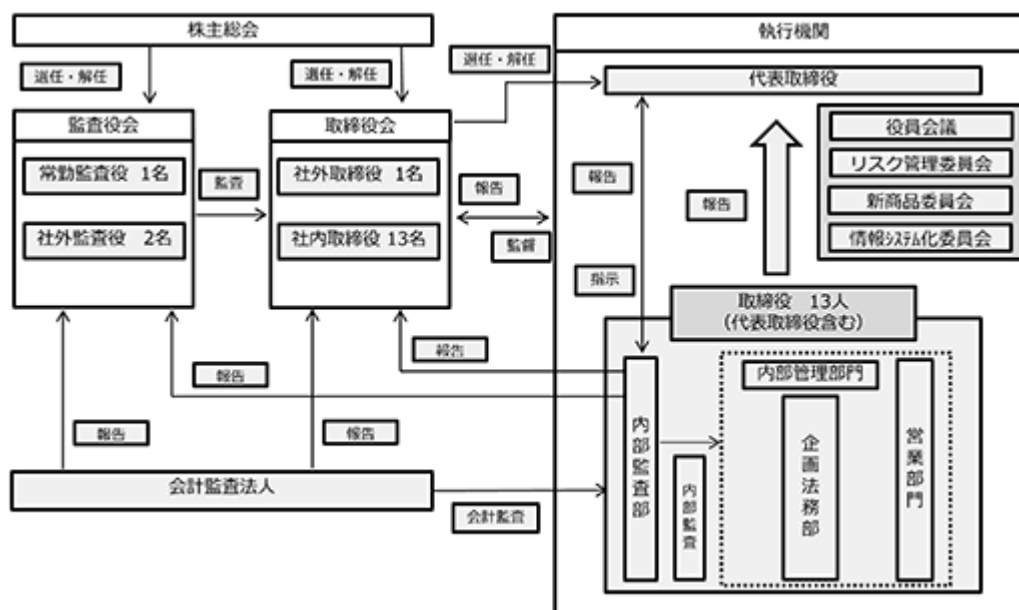 株主総会
執行機関
選任・解任
選任・解任
選任・解任
代表取締役
監査役会
取締役会
役員会議
常勤監査役 1名
監査
社外取締役 1名
報告
報告
報告
リスク管理委員会
新商品委員会
社外監査役 2名
社内取締役 13名
監督
情報ｼｽﾃﾑ化委員会
指示
取締役 13人
(代表取締役含む)
報告
報告
内部管理部門
内部監査部
企画法務部
営業部門
報告
報告
会計監査法人
会計監査
内部監査